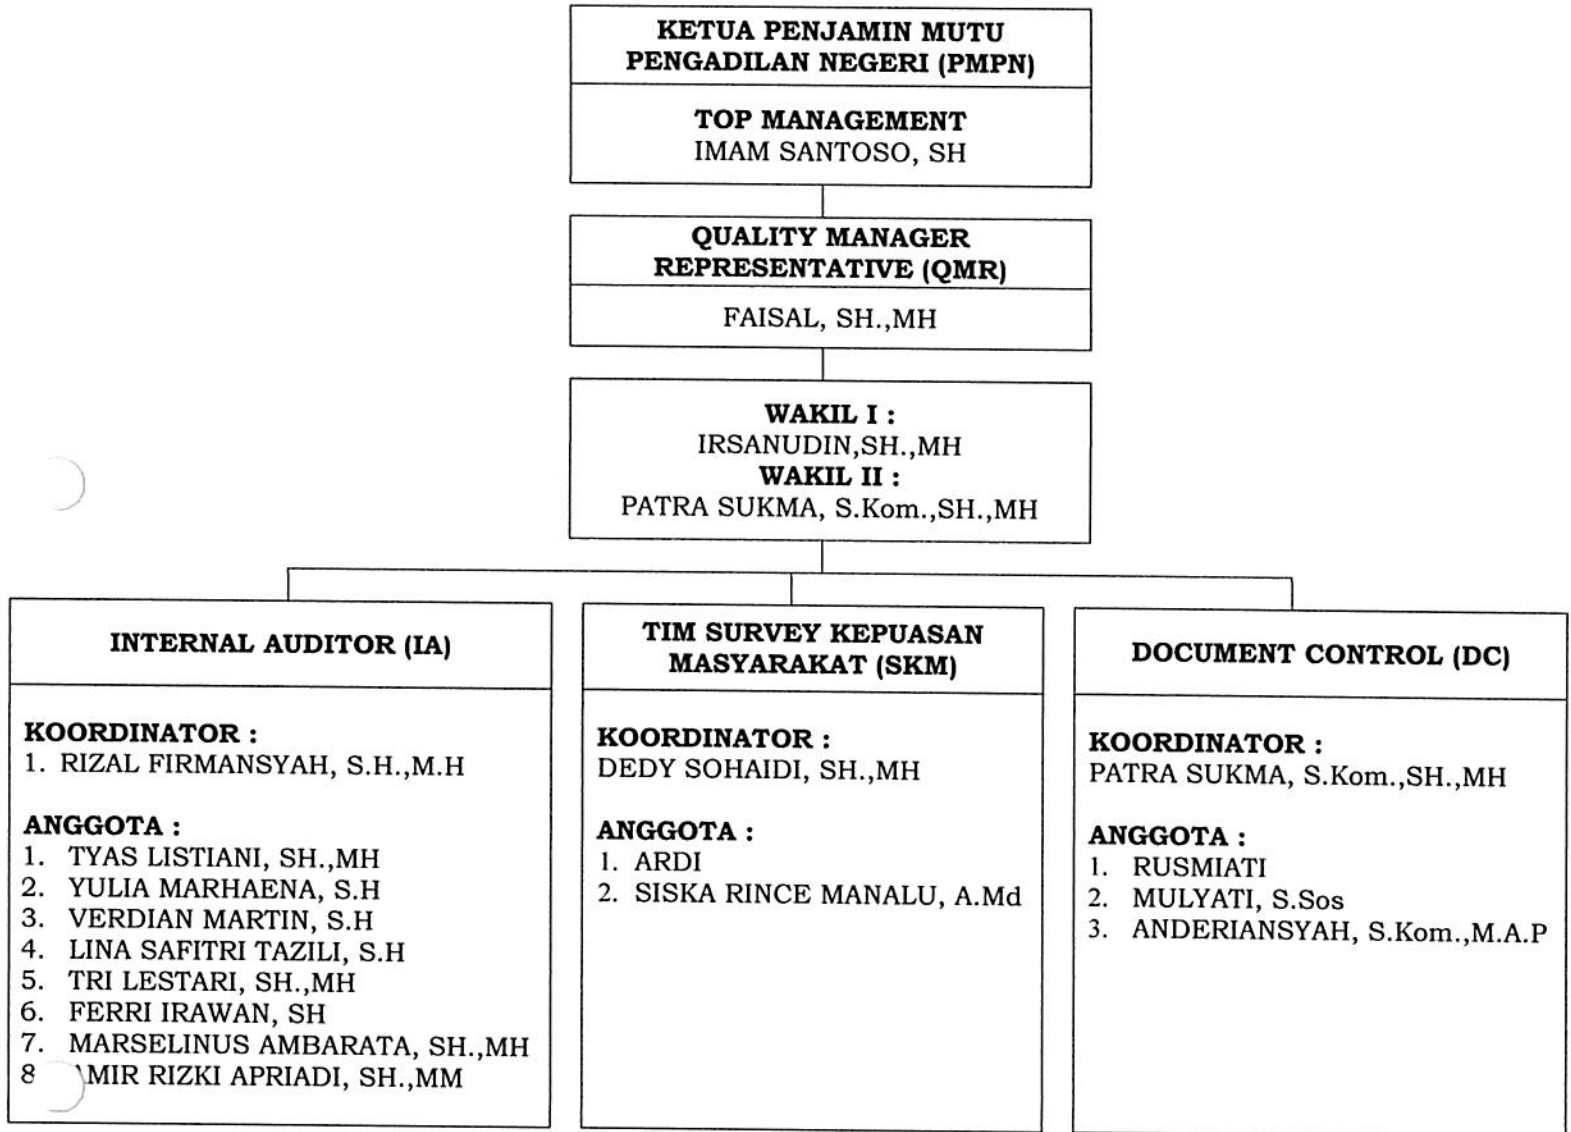 KETUA PENJAMIN MUTU
PENGADILAN NEGERI (PMPN)
TOP MANAGEMENT
IMAM SANTOSO, SH
QUALITY MANAGER
REPRESENTATIVE (QMR)
FAISAL, SH.,MH
WAKIL I :
IRSANUDIN,SH.,MH
WAKIL II :
PATRA SUKMA, S.Kom.,SH.,MH
INTERNAL AUDITOR (IA)
KOORDINATOR :
1. RIZAL FIRMANSYAH, S.H.,M.H
ANGGOTA :
1. TYAS LISTIANI, SH.,MH
2. YULIA MARHAENA, S.H
3. VERDIAN MARTIN, S.H
4. LINA SAFITRI TAZILI, S.H
5. TRI LESTARI, SH.,MH
6. FERRI IRAWAN, SH
7. MARSELINUS AMBARATA, SH.,MH
8 RIZKI APRIADI, SH.,MM
TIM SURVEY KEPUASAN
MASYARAKAT (SKM)
KOORDINATOR :
DEDY SOHAIDI, SH.,MH
ANGGOTA :
1. ARDI
2. SISKA RINCE MANALU, A.Md
DOCUMENT CONTROL (DC)
KOORDINATOR :
PATRA SUKMA, S.Kom.,SH.,MH
ANGGOTA :
1. RUSMIATI
2. MULYATI, S.Sos
3. ANDERIANSYAH, S.Kom.,M.A.P